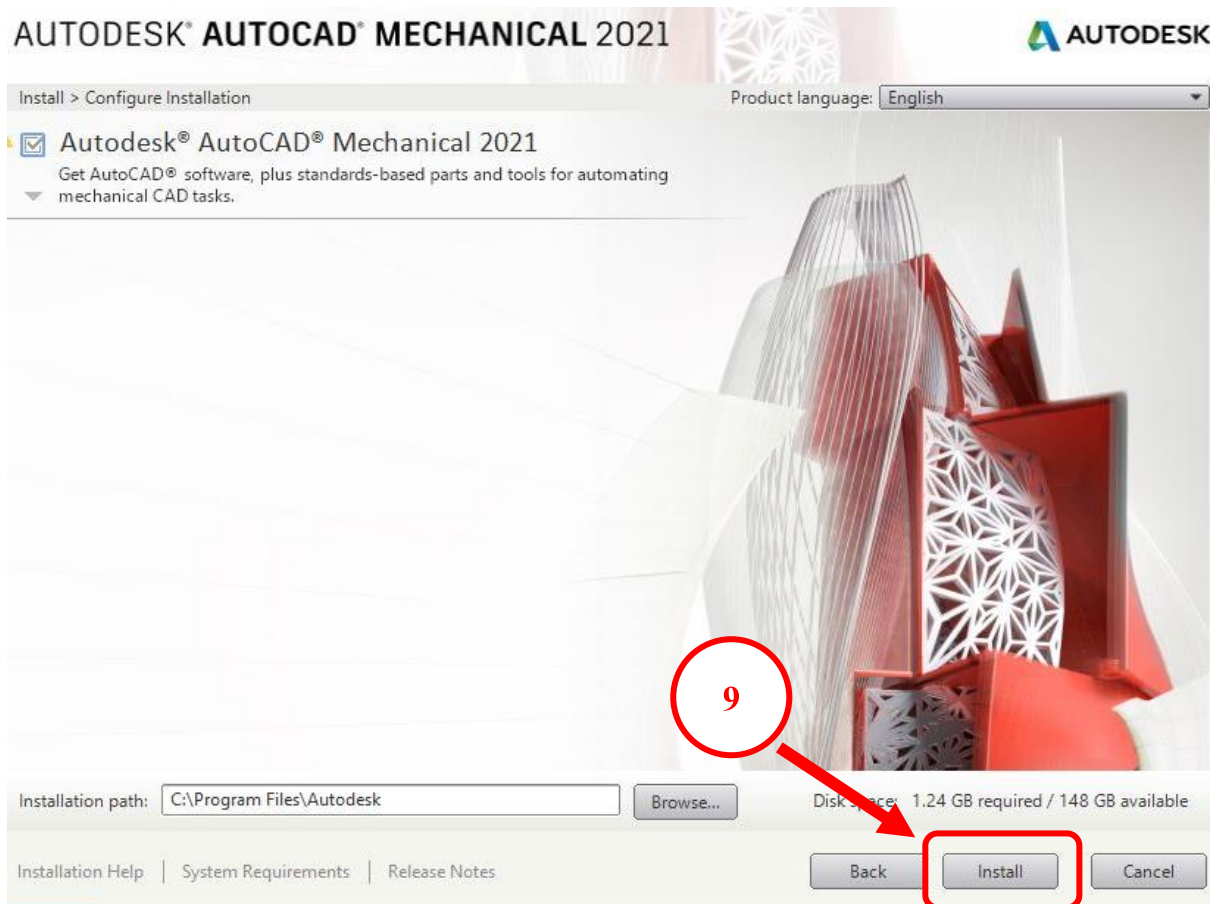 AUTODESK® AUTOCAD® MECHANICAL 2021
AUTODESK
Install > Configure Installation
Product language: English
Autodesk® AutoCAD® Mechanical 2021
Get AutoCAD® software, plus standards-based parts and tools for automating
mechanical CAD tasks.
9
Installation path: C:\Program Files\Autodesk Browse...
Disk space: 1.24 GB required / 148 GB available
Installation Help | System Requirements | Release Notes
Back Install Cancel